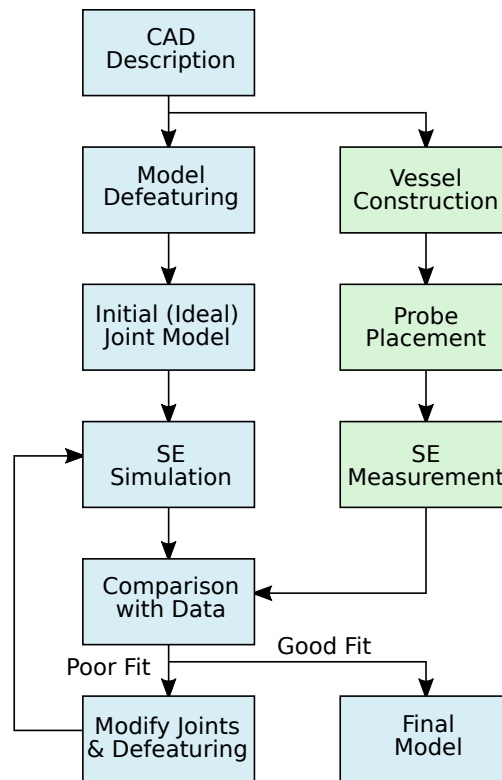 CAD
Description
Model
Defeaturing
Vessel
Construction
Initial (Ideal)
Joint Model
Probe
Placement
SE
Simulation
SE
Measurement
Comparison
with Data
Poor Fit
Good Fit
Modify Joints
& Defeaturing
Final
Model